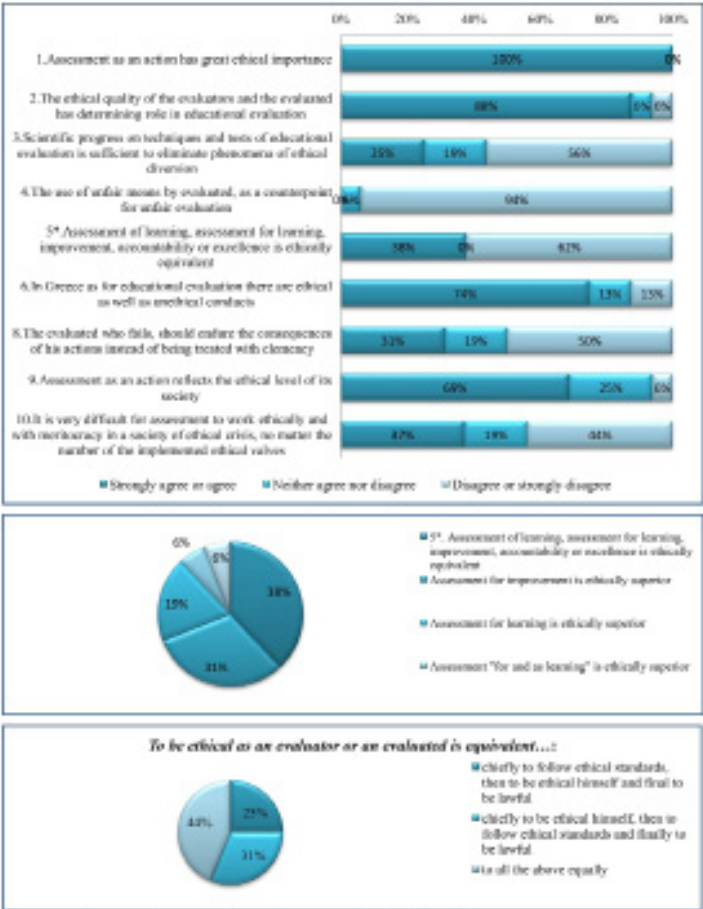 0% 20% 40% 60% 80% 100%
1.Assessment as an action has great ethical importance
100% 0%
2.The ethical quality of the evaluators and the evaluated
has determining role in educational evaluation
88% 6% 6%
3.Scientific progress on techniques and tests of educational
evaluation is sufficient to eliminate phenomena of ethical
diversion
25% 19% 56%
4.The use of unfair means by evaluated, as a counterpoint
for unfair evaluation
0% 6% 94%
5*.Assessment of learning, assessment for learning,
improvement, accountability or excellence is ethically
equivalent
38% 0% 62%
6.In Greece as for educational evaluation there are ethical
as well as unethical conducts
74% 13% 13%
8.The evaluated who fails, should endure the consequences
of his actions instead of being treated with clemency
31% 19% 50%
9.Assessment as an action reflects the ethical level of its
society
69% 25% 6%
10.It is very difficult for assessment to work ethically and
with meritocracy in a society of ethical crisis, no matter the
number of the implemented ethical valves
19% 44%
Strongly agree or agree Neither agree nor disagree Disagree or strongly disagree
6% 6%
38%
19%
31%
5*. Assessment of learning, assessment for learning,
improvement, accountability or excellence is ethically
equivalent
Assessment for improvement is ethically superior
Assessment for learning is ethically superior
Assessment "for and as learning" is ethically superior
To be ethical as an evaluator or an evaluated is equivalent…:
25%
44%
31%
chiefly to follow ethical standards,
then to be ethical himself and final to
be lawful
chiefly to be ethical himself, then to
follow ethical standards and finally to
be lawful
to all the above equally